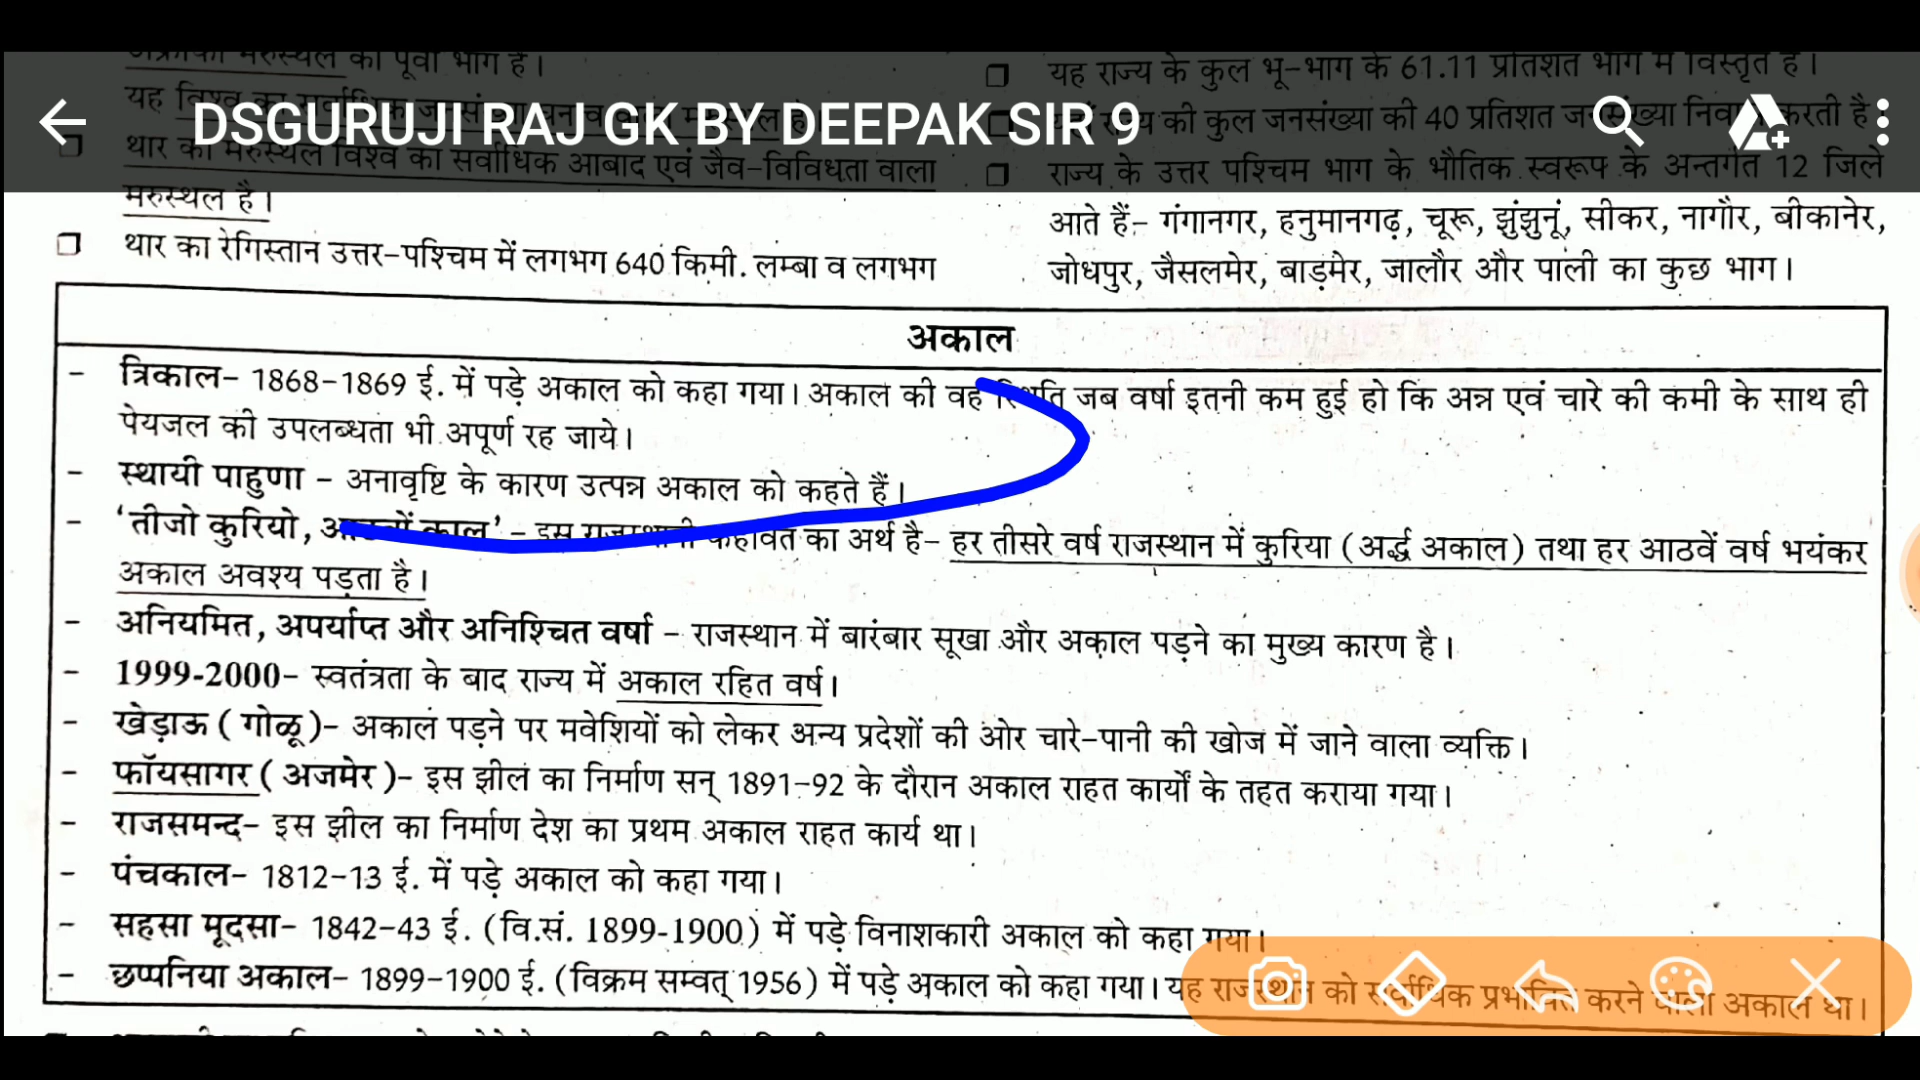 DSGURUJI RAJ GK BY DEEPAK SIR 9
का पूर्वी भाग है।
थार का मरुस्थल विश्व का सर्वाधिक आबाद एवं जैव-विविधता वाला
मरुस्थल है।
थार का रेगिस्तान उत्तर-पश्चिम में लगभग 640 किमी. लम्बा व लगभग
यह राज्य के कुल भू-भाग के 61.11 प्रतिशत भाग में विस्तृत है।
की कुल जनसंख्या की 40 प्रतिशत करती है
राज्य के उत्तर पश्चिम भाग के भौतिक स्वरूप के अन्तर्गत 12 जिले
आते हैं:- गंगानगर, हनुमानगढ़, चूरू, झुंझुनूं, सीकर, नागौर, बीकानेर,
जोधपुर, जैसलमेर, बाड़मेर, जालौर और पाली का कुछ भाग।
अकाल
- त्रिकाल- 1868-1869 ई. में पड़े अकाल को कहा गया। अकाल की वह स्थिति जब वर्षा इतनी कम हुई हो कि अन्न एवं चारे की कमी के साथ ही
पेयजल की उपलब्धता भी अपूर्ण रह जाये।
- स्थायी पाहुणा - अनावृष्टि के कारण उत्पन्न अकाल को कहते हैं।
- 'तीजो कुरियो, काल' - इस राजस्थानी कहावत का अर्थ है- हर तीसरे वर्ष राजस्थान में कुरिया (अर्द्ध अकाल) तथा हर आठवें वर्ष भयंकर
अकाल अवश्य पड़ता है।
- अनियमित, अपर्याप्त और अनिश्चित वर्षा - राजस्थान में बारंबार सूखा और अकाल पड़ने का मुख्य कारण है।
- 1999-2000- स्वतंत्रता के बाद राज्य में अकाल रहित वर्ष।
- खेड़ाऊ (गोळू)- अकाल पड़ने पर मवेशियों को लेकर अन्य प्रदेशों की ओर चारे-पानी की खोज में जाने वाला व्यक्ति।
- फॉयसागर (अजमेर)- इस झील का निर्माण सन् 1891-92 के दौरान अकाल राहत कार्यों के तहत कराया गया।
- राजसमन्द- इस झील का निर्माण देश का प्रथम अकाल राहत कार्य था।
- पंचकाल- 1812-13 ई. में पड़े अकाल को कहा गया।
- सहसा मूदसा- 1842-43 ई. (वि.सं. 1899-1900) में पड़े विनाशकारी अकाल को कहा गया।
- छप्पनिया अकाल- 1899-1900 ई. (विक्रम सम्वत् 1956) में पड़े अकाल को कहा गया। यह राजस्थान को सर्वाधिक प्रभावित करने वाला अकाल था।